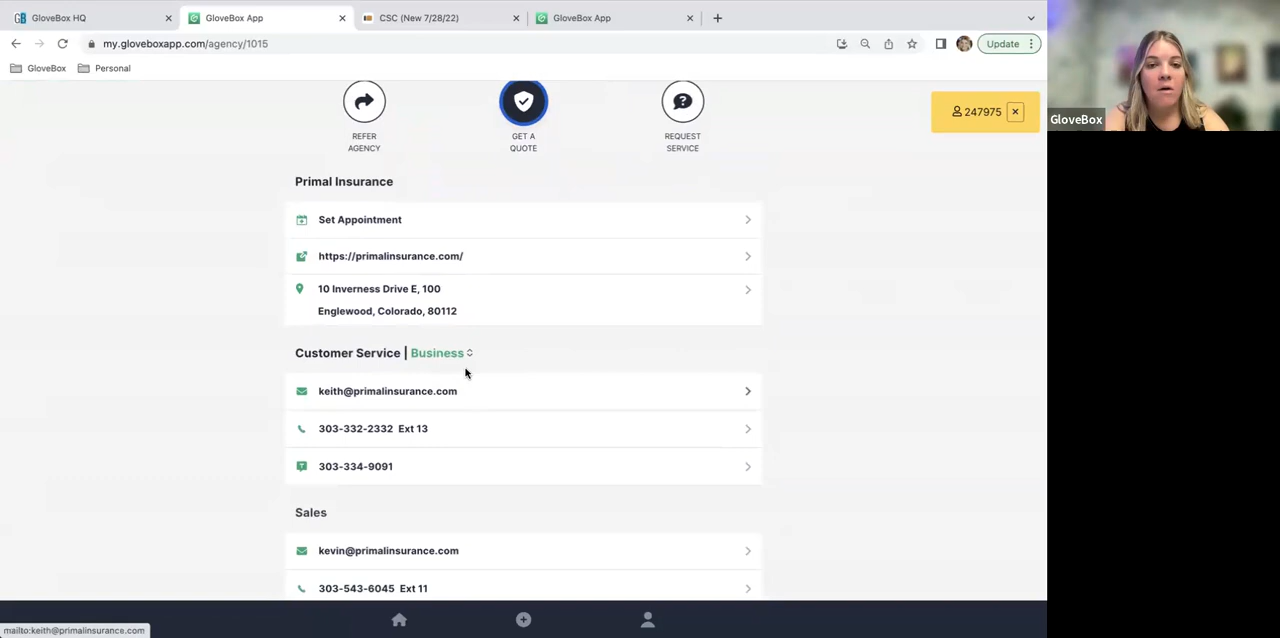 GloveBox HQ
GloveBox App
CSC (New 7/28/22)
GloveBox App
my.gloveboxapp.com/agency/1015
Update
GloveBox
Personal
REFER
AGENCY
GET A
QUOTE
REQUEST
SERVICE
247975
GloveBox
Primal Insurance
Set Appointment
https://primalinsurance.com/
10 Inverness Drive E, 100
Englewood, Colorado, 80112
Customer Service | Business
keith@primalinsurance.com
303-332-2332 Ext 13
303-334-9091
Sales
kevin@primalinsurance.com
303-543-6045 Ext 11
mailto:keith@primalinsurance.com